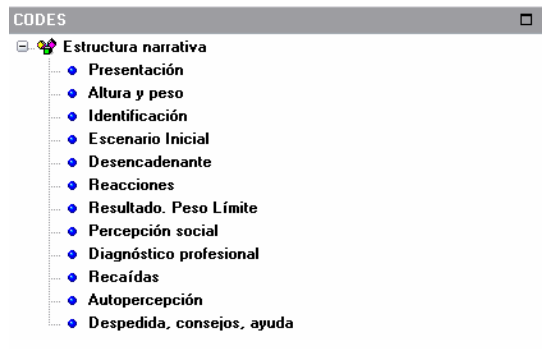 CODES
Estructura narrativa
Presentación
Altura y peso
Identificación
Escenario Inicial
Desencadenante
Reacciones
Resultado. Peso Límite
Percepción social
Diagnóstico profesional
Recaídas
Autopercepción
Despedida, consejos, ayuda